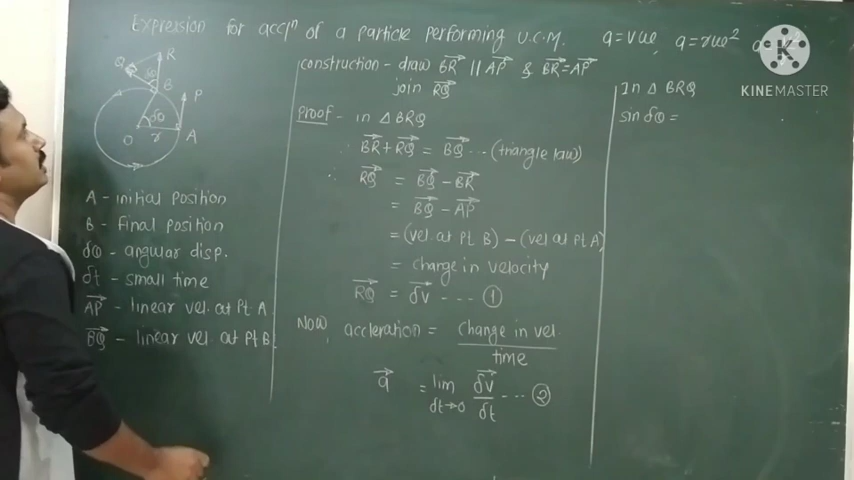 Expression for accⁿ of a particle performing U.C.M. a=vω, a=rω² a
KINEMASTER
R
Q
δθ
B
P
δθ
O
r
A
A - initial position
B - final position
δθ - angular disp.
δt - small time
AP - linear vel. at Pt A
BQ - linear vel. at Pt B
construction - draw BR || AP & BR=AP
join RQ
Proof - in Δ BRQ
∴ BR + RQ = BQ ... (triangle law)
∴ RQ = BQ - BR
= BQ - AP
= (vel. at Pt B) - (vel at Pt A)
= change in velocity
RQ = δv ---- ①
Now, accleration = change in vel. / time
a = lim δt→0 δv/δt --- ②
In Δ BRQ
sin δθ =